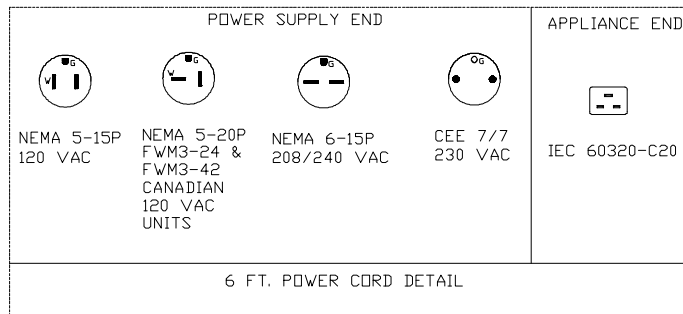 POWER SUPPLY END
APPLIANCE END
G
W
G
W
G
G
NEMA 5-15P
120 VAC
NEMA 5-20P
FWM3-24 &
FWM3-42
CANADIAN
120 VAC
UNITS
NEMA 6-15P
208/240 VAC
CEE 7/7
230 VAC
IEC 60320-C20
6 FT. POWER CORD DETAIL